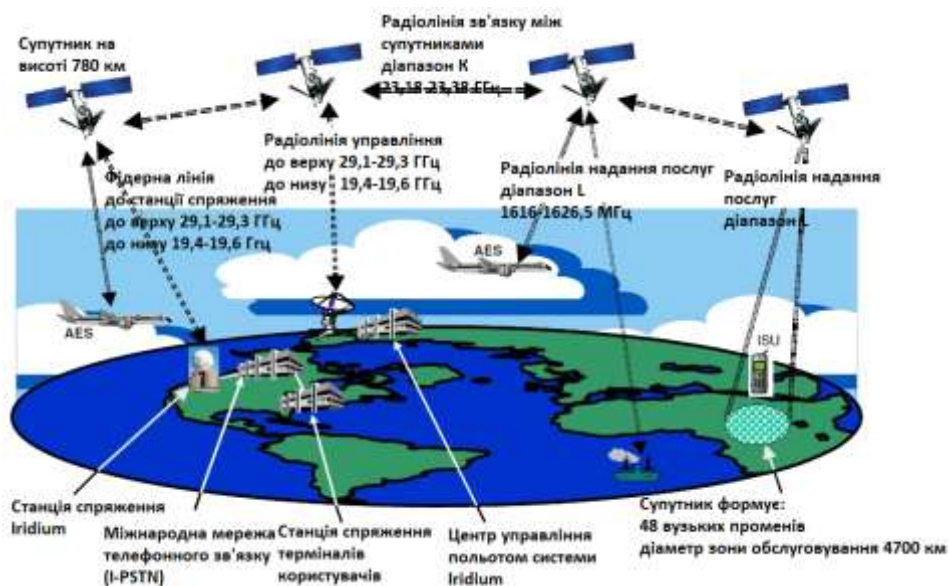 Супутник на
висоті 780 км
Радіолінія зв'язку між
супутниками
діапазон К
23,18-23,38 ГГц
Радіолінія управління
до верху 29,1-29,3 ГГц
до низу 19,4-19,6 ГГц
Фідерна лінія
до станції спряження
до верху 29,1-29,3 ГГц
до низу 19,4-19,6 Ггц
Радіолінія надання послуг
діапазон L
1616-1626,5 МГц
Радіолінія надання
послуг
діапазон L
AES
AES
ISU
Станція спряження
Iridium
Міжнародна мережа
телефонного зв'язку
(I-PSTN)
Станція спряження
терміналів
користувачів
Центр управління
польотом системи
Iridium
Супутник формує:
48 вузьких променів
діаметр зони обслуговування 4700 км